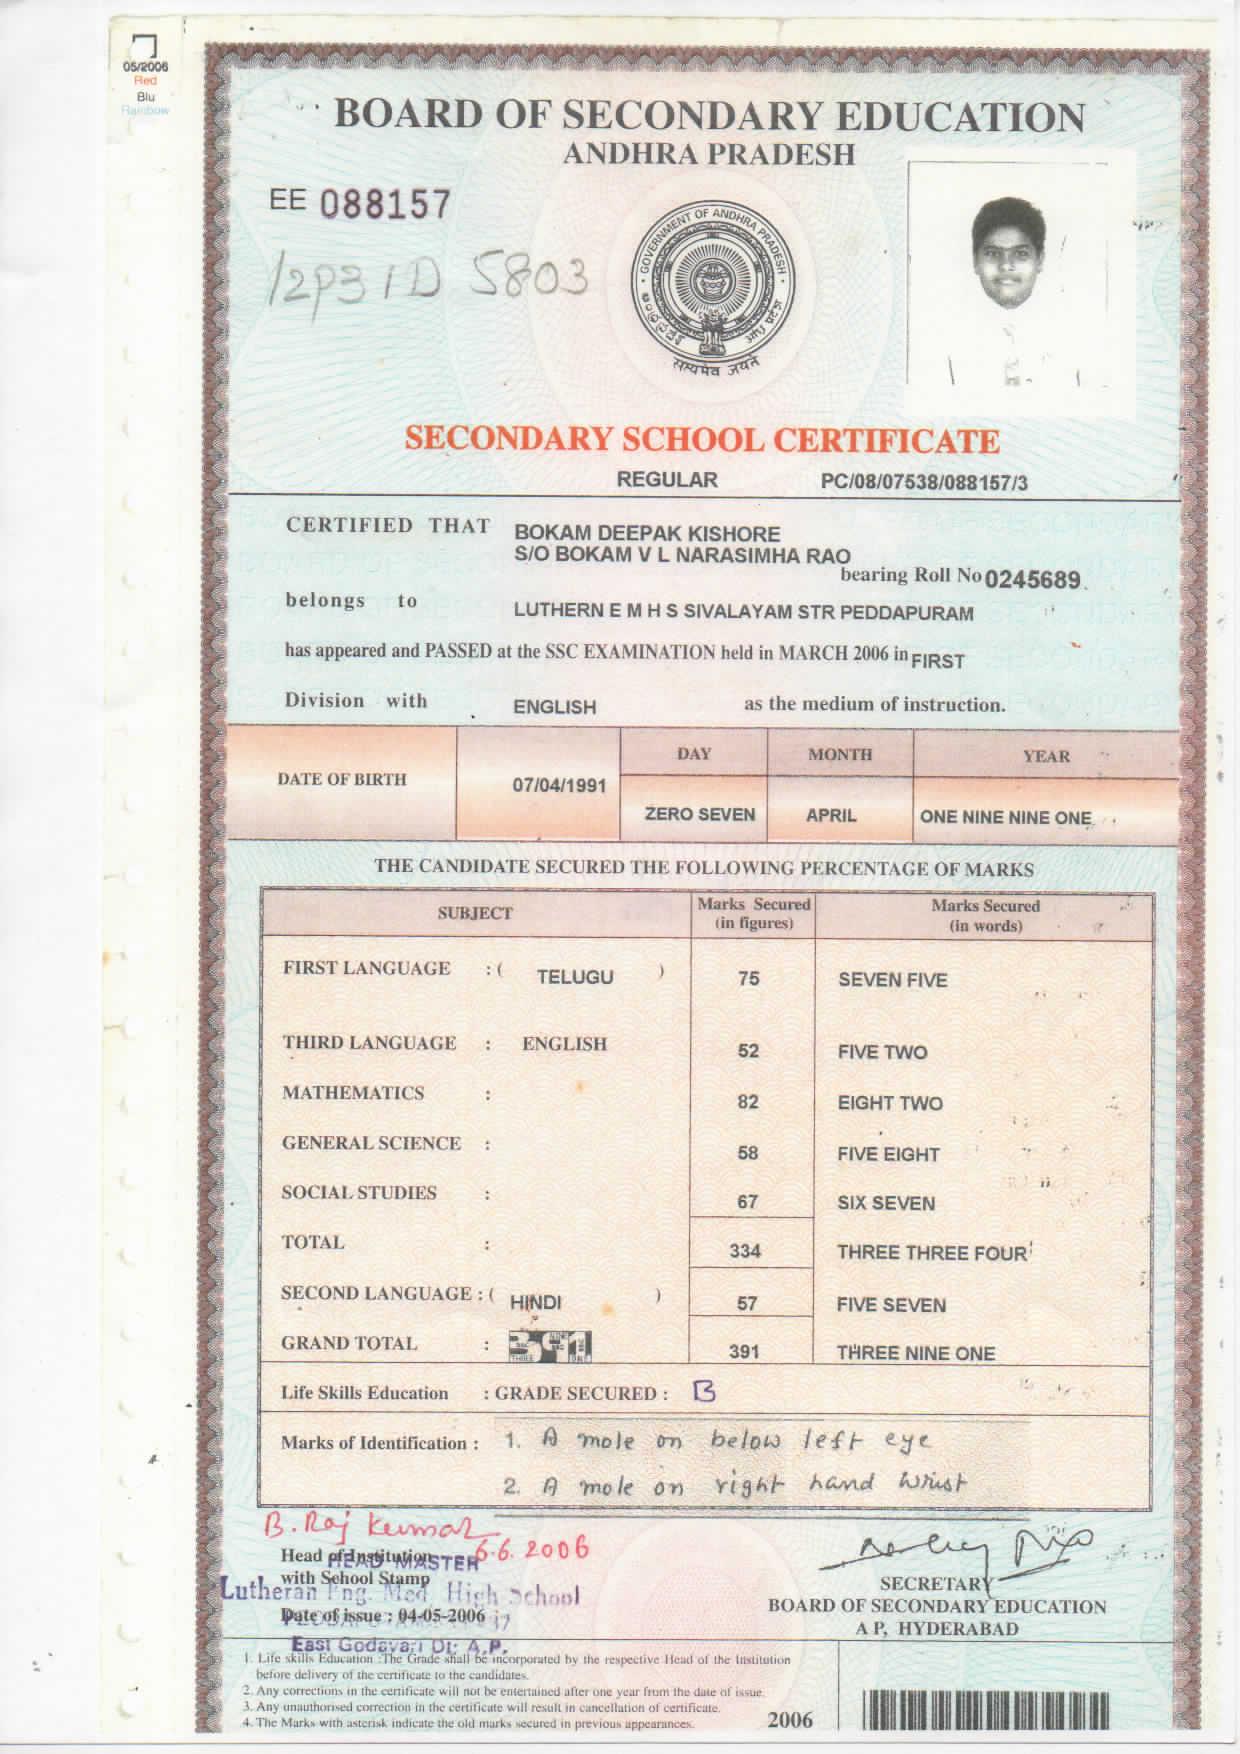 05/2006
Red
Blu
Rainbow
BOARD OF SECONDARY EDUCATION
ANDHRA PRADESH
EE 088157
12P31D 5803
GOVERNMENT OF ANDHRA PRADESH
सत्यमेव जयते
SECONDARY SCHOOL CERTIFICATE
REGULAR PC/08/07538/088157/3
CERTIFIED THAT BOKAM DEEPAK KISHORE
S/O BOKAM V L NARASIMHA RAO
bearing Roll No 0245689
belongs to LUTHERN E M H S SIVALAYAM STR PEDDAPURAM
has appeared and PASSED at the SSC EXAMINATION held in MARCH 2006 in FIRST
Division with ENGLISH as the medium of instruction.
DATE OF BIRTH 07/04/1991 DAY MONTH YEAR
ZERO SEVEN APRIL ONE NINE NINE ONE
THE CANDIDATE SECURED THE FOLLOWING PERCENTAGE OF MARKS
SUBJECT Marks Secured (in figures) Marks Secured (in words)
FIRST LANGUAGE : ( TELUGU ) 75 SEVEN FIVE
THIRD LANGUAGE : ENGLISH 52 FIVE TWO
MATHEMATICS : 82 EIGHT TWO
GENERAL SCIENCE : 58 FIVE EIGHT
SOCIAL STUDIES : 67 SIX SEVEN
TOTAL : 334 THREE THREE FOUR
SECOND LANGUAGE : ( HINDI ) 57 FIVE SEVEN
GRAND TOTAL : 391 391 THREE NINE ONE
Life Skills Education : GRADE SECURED : B
Marks of Identification : 1. A mole on below left eye
2. A mole on right hand wrist
B. Raj Kumar
6.6.2006
Head of Institution
HEAD MASTER
with School Stamp
Lutheran Eng. Med. High School
Date of issue : 04-05-2006
East Godavari Dt: A.P.
SECRETARY
BOARD OF SECONDARY EDUCATION
A P, HYDERABAD
1. Life skills Education :The Grade shall be incorporated by the respective Head of the Institution
before delivery of the certificate to the candidates.
2. Any corrections in the certificate will not be entertained after one year from the date of issue.
3. Any unauthorised correction in the certificate will result in cancellation of certificate.
4. The Marks with asterisk indicate the old marks secured in previous appearances.
2006